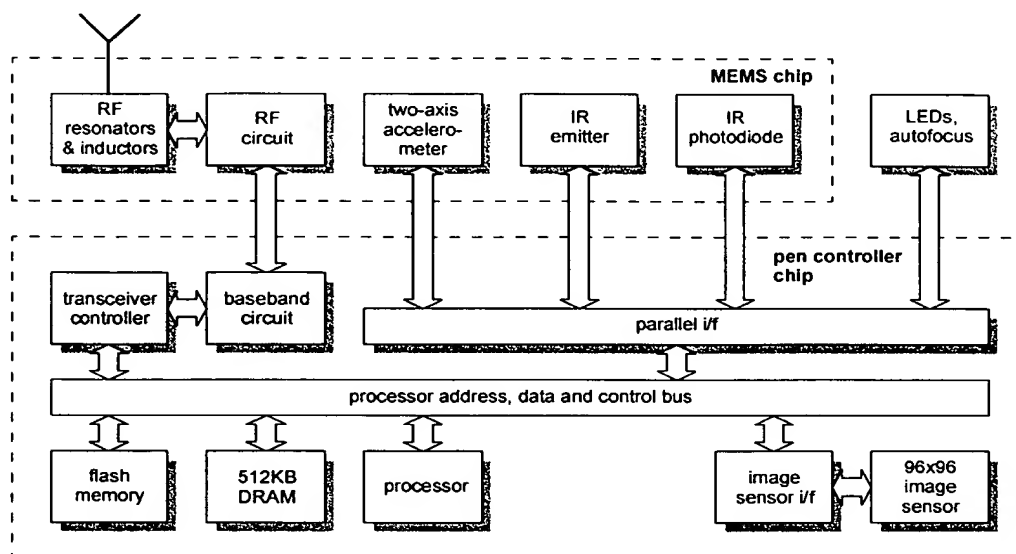 MEMS chip
RF
resonators
& inductors
RF
circuit
two-axis
accelero-
meter
IR
emitter
IR
photodiode
LEDs,
autofocus
pen controller
chip
transceiver
controller
baseband
circuit
parallel i/f
processor address, data and control bus
flash
memory
512KB
DRAM
processor
image
sensor i/f
96x96
image
sensor